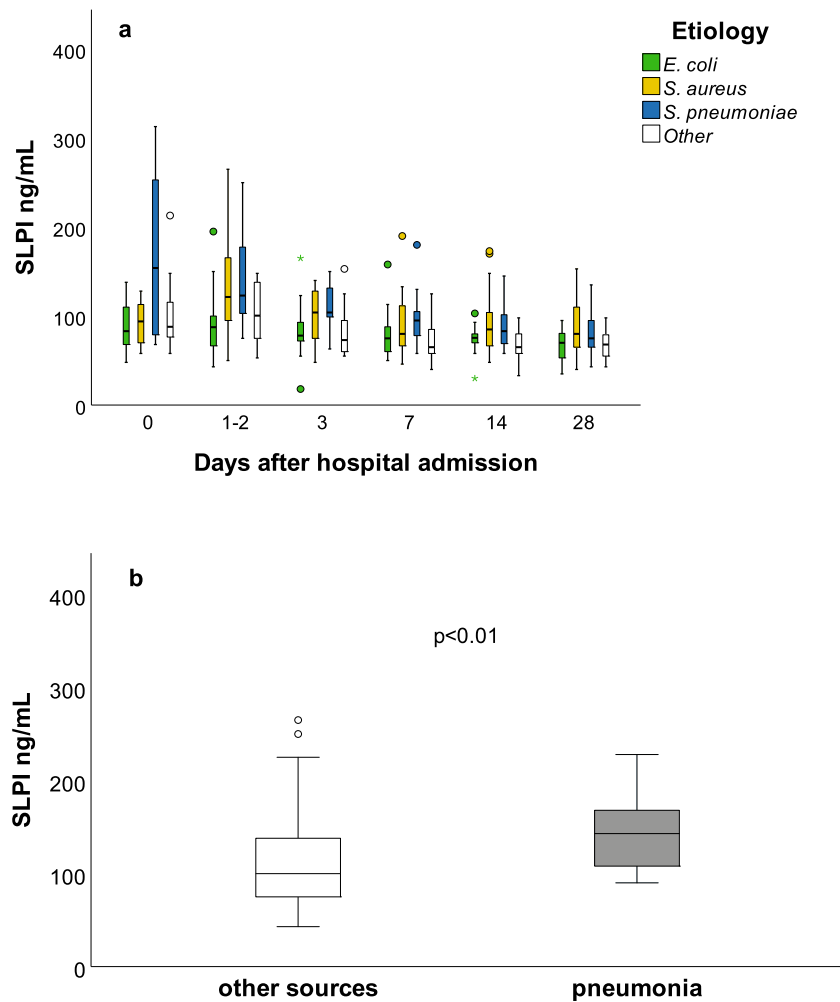 a
Etiology
E. coli
S. aureus
S. pneumoniae
Other
SLPI ng/mL
400
300
200
100
0
0 1-2 3 7 14 28
Days after hospital admission
b
p<0.01
SLPI ng/mL
400
300
200
100
0
other sources pneumonia